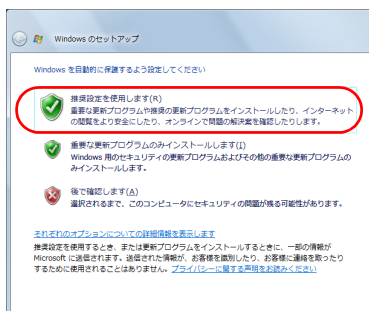 Windows のセットアップ
Windows を自動的に保護するよう設定してください
推奨設定を使用します(R)
重要な更新プログラムや推奨の更新プログラムをインストールしたり、インターネット
の閲覧をより安全にしたり、オンラインで問題の解決策を確認したりします。
重要な更新プログラムのみインストールします(I)
Windows 用のセキュリティの更新プログラムおよびその他の重要な更新プログラムの
みインストールします。
後で確認します(A)
選択されるまで、このコンピュータにセキュリティの問題が残る可能性があります。
それぞれのオプションについての詳細情報を表示します
推奨設定を使用するとき、または更新プログラムをインストールするときに、一部の情報が
Microsoft に送信されます。送信された情報が、お客様を識別したり、お客様に連絡を取ったり
するために使用されることはありません。プライバシーに関する声明をお読みください